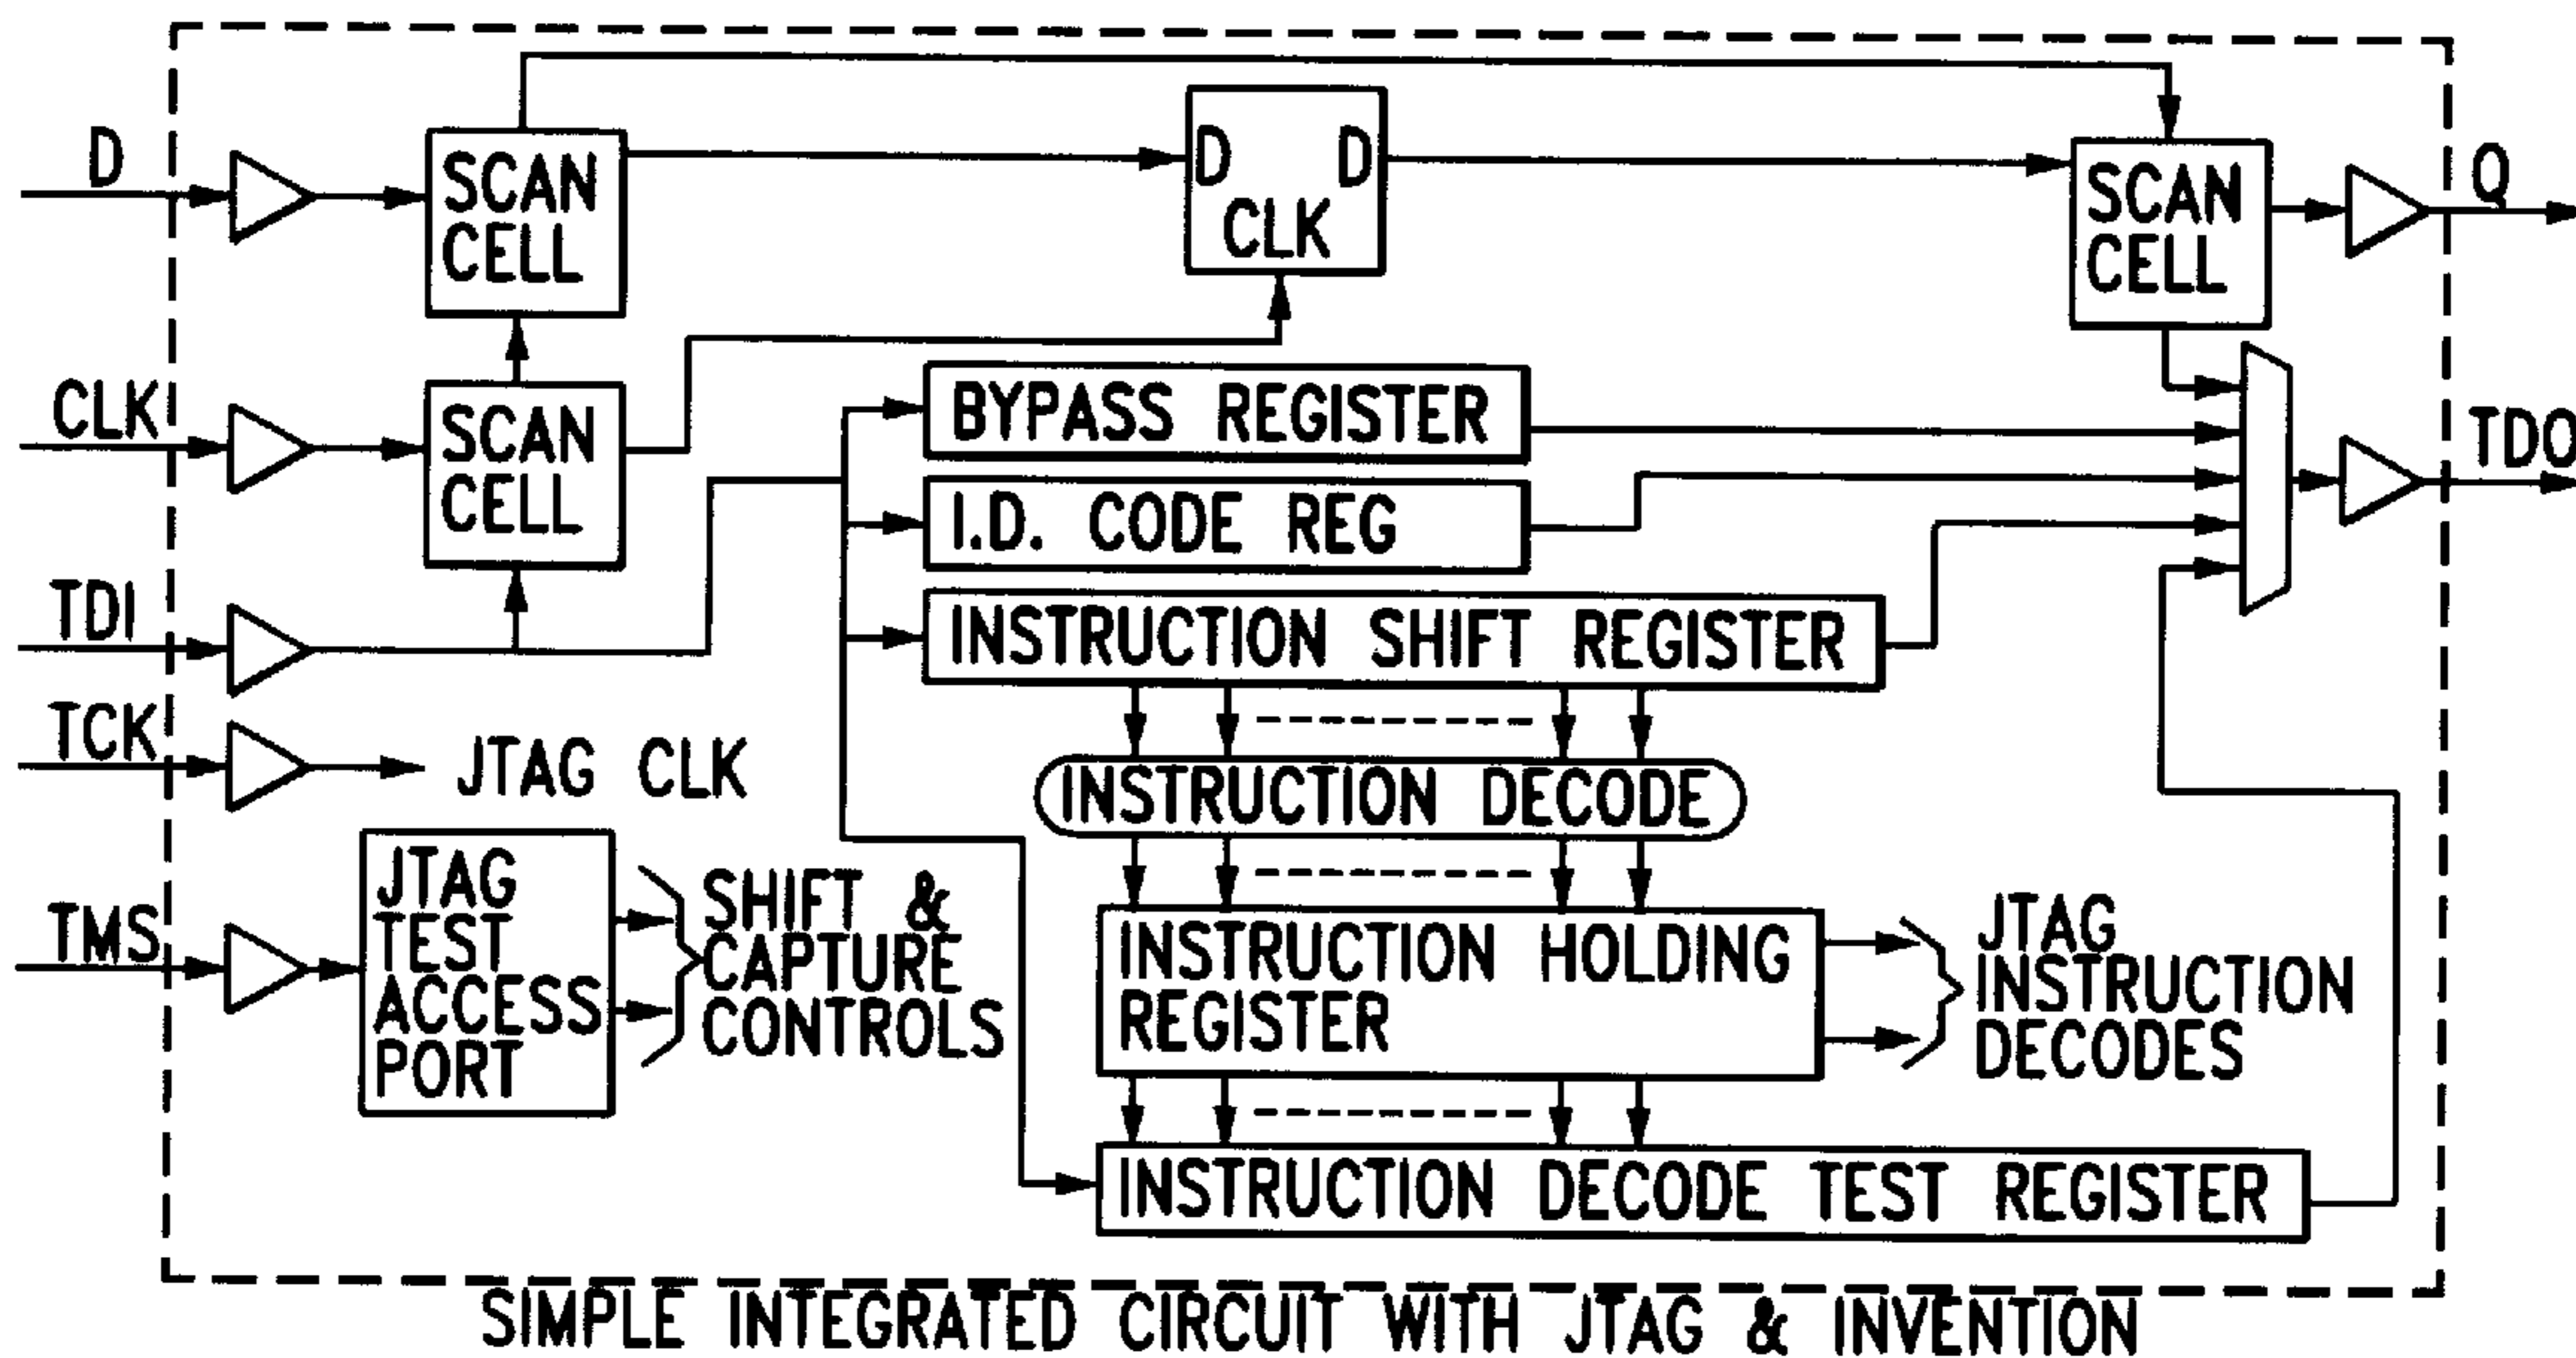 D
SCAN
CELL
D D
CLK
SCAN
CELL
Q
CLK
SCAN
CELL
BYPASS REGISTER
TDO
I.D. CODE REG
TDI
INSTRUCTION SHIFT REGISTER
TCK
JTAG CLK
INSTRUCTION DECODE
TMS
JTAG
TEST
ACCESS
PORT
SHIFT &
CAPTURE
CONTROLS
INSTRUCTION HOLDING
REGISTER
JTAG
INSTRUCTION
DECODES
INSTRUCTION DECODE TEST REGISTER
SIMPLE INTEGRATED CIRCUIT WITH JTAG & INVENTION